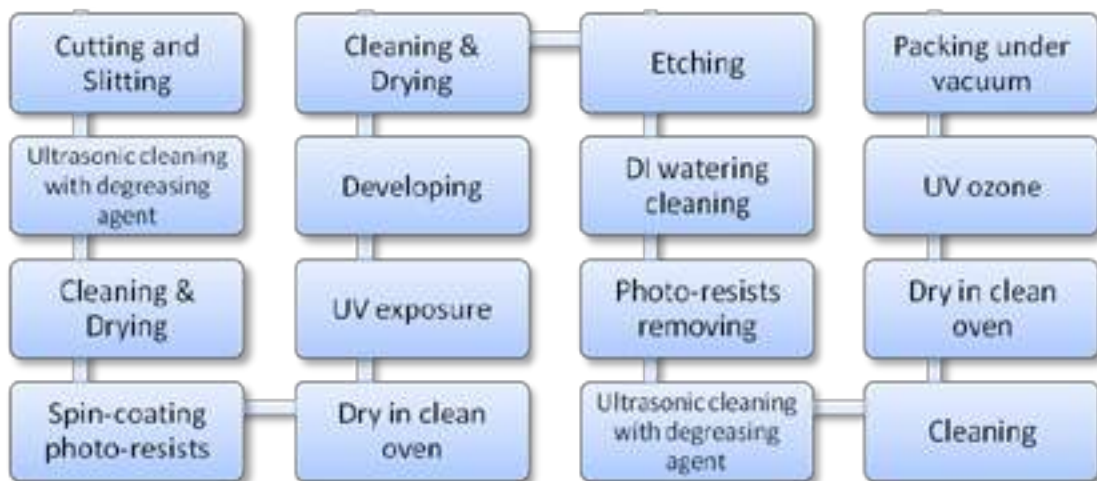 Cutting and
Slitting
Ultrasonic cleaning
with degreasing
agent
Cleaning &
Drying
Spin-coating
photo-resists
Dry in clean
oven
UV exposure
Developing
Cleaning &
Drying
Etching
DI watering
cleaning
Photo-resists
removing
Ultrasonic cleaning
with degreasing
agent
Cleaning
Dry in clean
oven
UV ozone
Packing under
vacuum